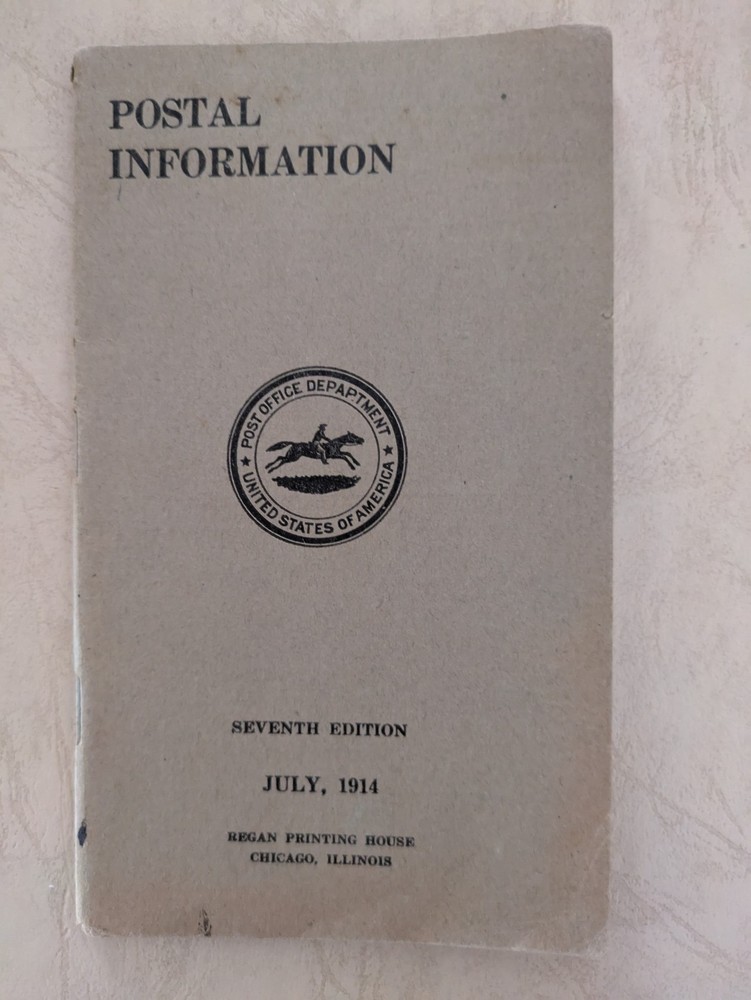 POSTAL
INFORMATION
POST OFFICE DEPARTMENT
UNITED STATES OF AMERICA
SEVENTH EDITION
JULY, 1914
REGAN PRINTING HOUSE
CHICAGO, ILLINOIS